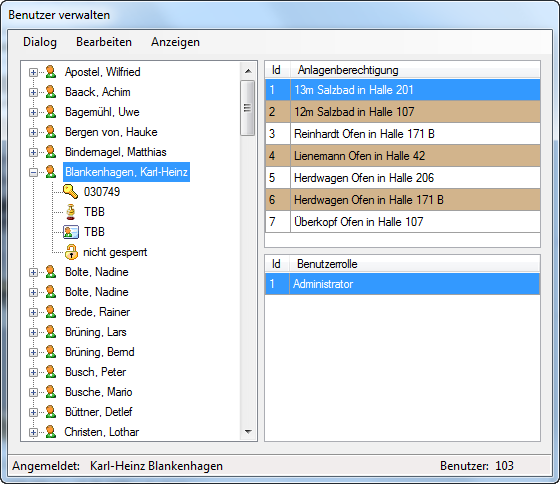 Benutzer verwalten
Dialog Bearbeiten Anzeigen
Apostel, Wilfried
Baack, Achim
Bagemühl, Uwe
Bergen von, Hauke
Bindemagel, Matthias
Blankenhagen, Karl-Heinz
030749
TBB
TBB
nicht gesperrt
Bolte, Nadine
Bolte, Nadine
Brede, Rainer
Brüning, Lars
Brüning, Bernd
Busch, Peter
Busche, Mario
Büttner, Detlef
Christen, Lothar
Id Anlagenberechtigung
1 13m Salzbad in Halle 201
2 12m Salzbad in Halle 107
3 Reinhardt Ofen in Halle 171 B
4 Lienemann Ofen in Halle 42
5 Herdwagen Ofen in Halle 206
6 Herdwagen Ofen in Halle 171 B
7 Überkopf Ofen in Halle 107
Id Benutzerrolle
1 Administrator
Angemeldet: Karl-Heinz Blankenhagen
Benutzer: 103